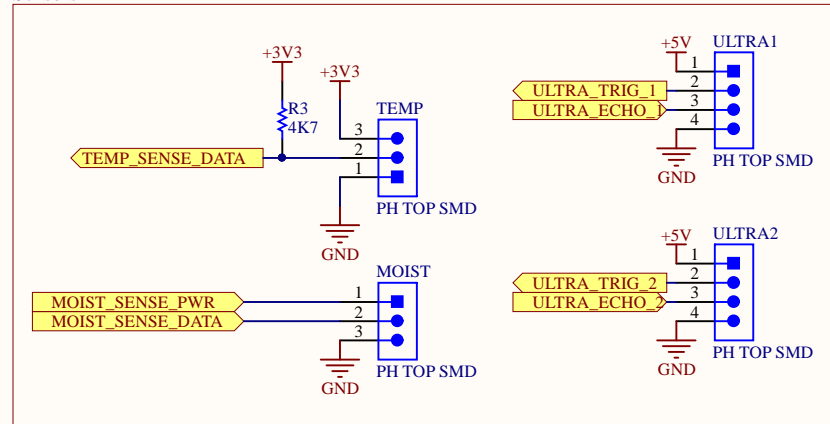 +3V3
+3V3
R3
4K7
TEMP
3
TEMP_SENSE_DATA
2
1
PH TOP SMD
GND
MOIST
MOIST_SENSE_PWR
1
MOIST_SENSE_DATA
2
3
PH TOP SMD
GND
+5V
ULTRA1
1
ULTRA_TRIG_1
2
ULTRA_ECHO_1
3
4
PH TOP SMD
GND
+5V
ULTRA2
1
ULTRA_TRIG_2
2
ULTRA_ECHO_2
3
4
PH TOP SMD
GND